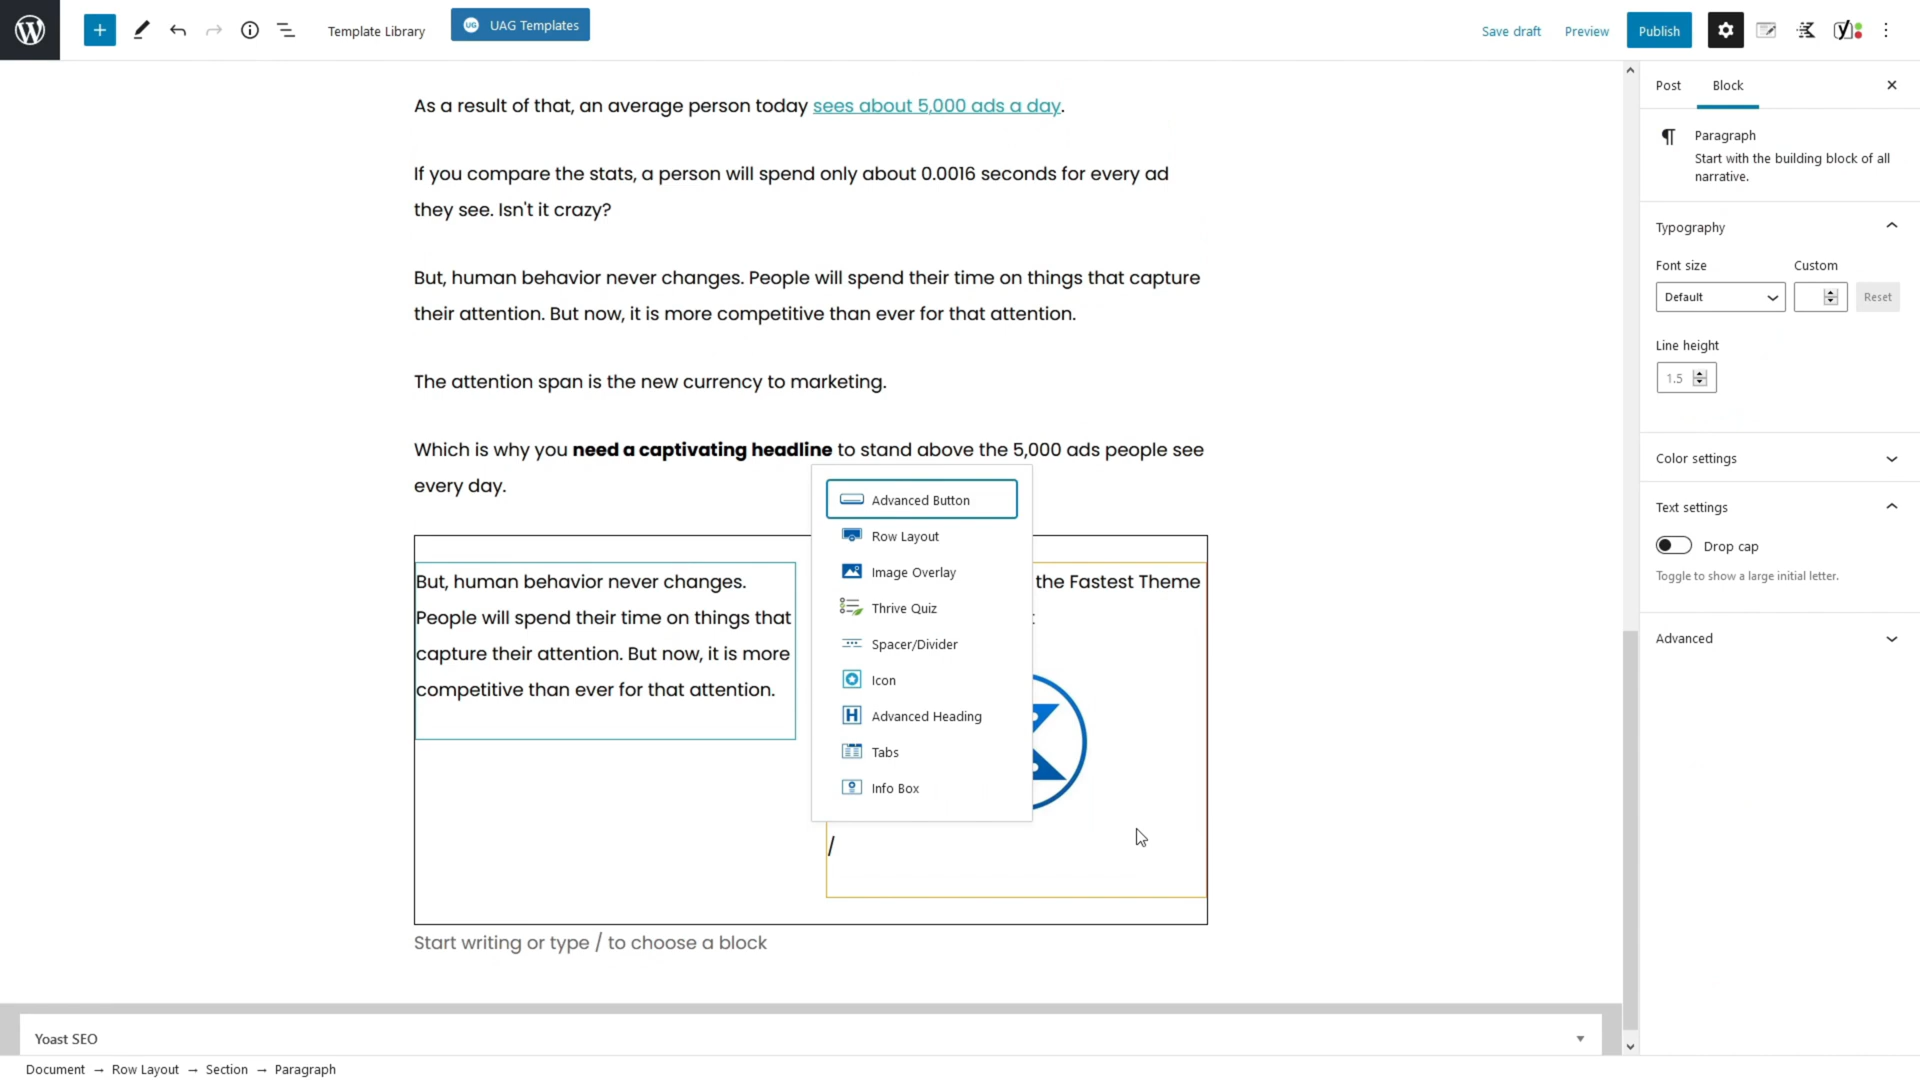 Template Library
UG UAG Templates
Save draft
Preview
Publish
As a result of that, an average person today sees about 5,000 ads a day.
If you compare the stats, a person will spend only about 0.0016 seconds for every ad
they see. Isn't it crazy?
But, human behavior never changes. People will spend their time on things that capture
their attention. But now, it is more competitive than ever for that attention.
The attention span is the new currency to marketing.
Which is why you need a captivating headline to stand above the 5,000 ads people see
every day.
But, human behavior never changes.
People will spend their time on things that
capture their attention. But now, it is more
competitive than ever for that attention.
Advanced Button
Row Layout
Image Overlay
Thrive Quiz
Spacer/Divider
Icon
Advanced Heading
Tabs
Info Box
the Fastest Theme
/
Start writing or type / to choose a block
Yoast SEO
Document → Row Layout → Section → Paragraph
Post
Block
Paragraph
Start with the building block of all
narrative.
Typography
Font size
Custom
Default
Reset
Line height
1.5
Color settings
Text settings
Drop cap
Toggle to show a large initial letter.
Advanced